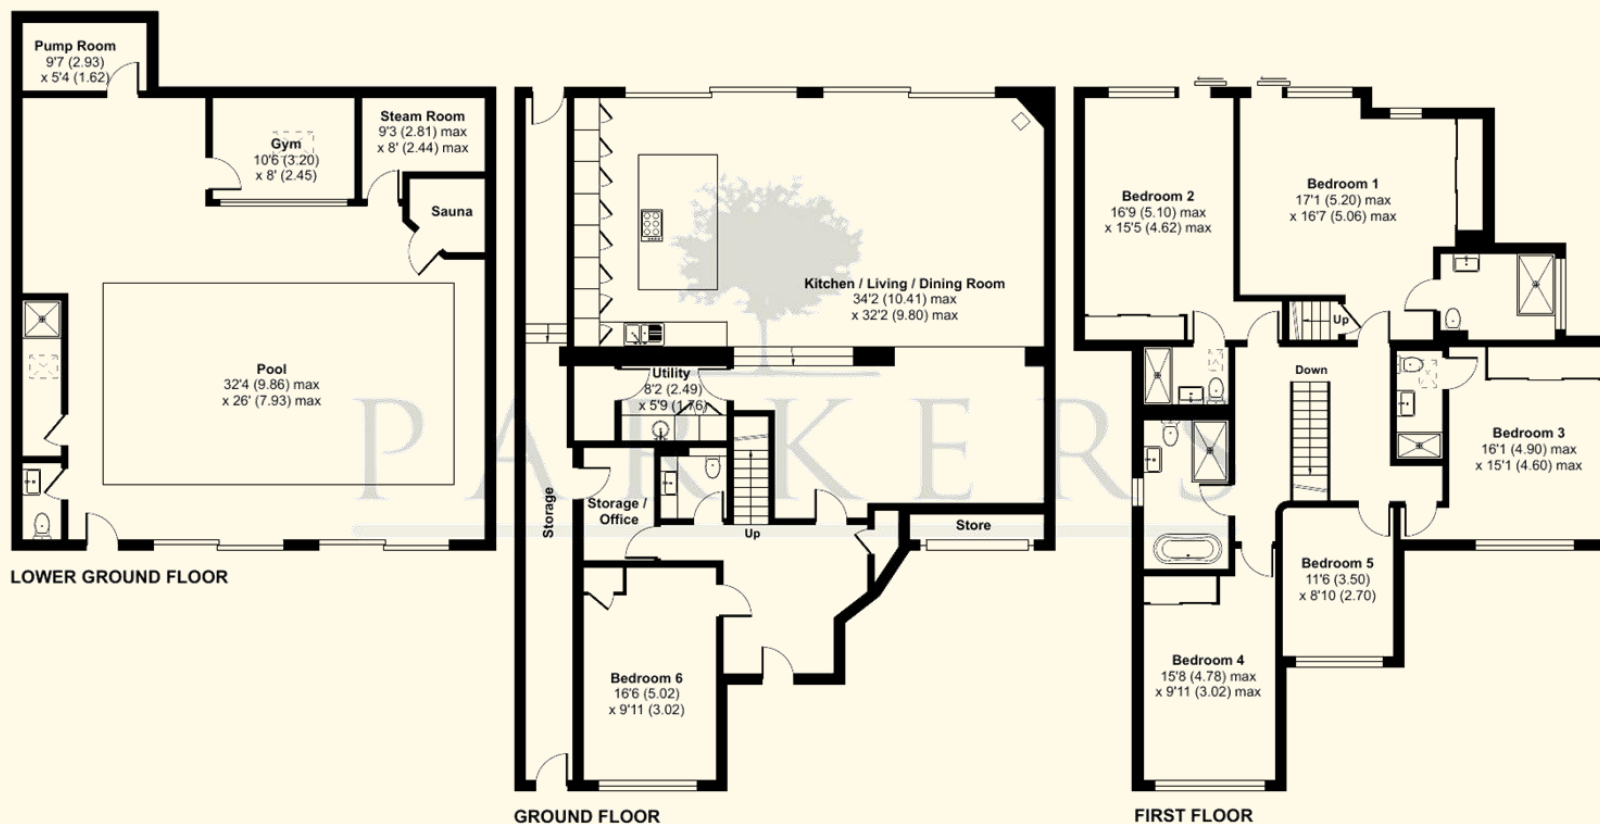 Pump Room
9'7 (2.93)
x 5'4 (1.62)
Gym
10'6 (3.20)
x 8' (2.45)
Steam Room
9'3 (2.81) max
x 8' (2.44) max
Sauna
Pool
32'4 (9.86) max
x 26' (7.93) max
LOWER GROUND FLOOR
Kitchen / Living / Dining Room
34'2 (10.41) max
x 32'2 (9.80) max
Utility
8'2 (2.49)
x 5'9 (1.76)
PARKERS
Storage
Storage /
Office
Up
Store
Bedroom 6
16'6 (5.02)
x 9'11 (3.02)
GROUND FLOOR
Bedroom 2
16'9 (5.10) max
x 15'5 (4.62) max
Bedroom 1
17'1 (5.20) max
x 16'7 (5.06) max
Up
Down
Bedroom 3
16'1 (4.90) max
x 15'1 (4.60) max
Bedroom 5
11'6 (3.50)
x 8'10 (2.70)
Bedroom 4
15'8 (4.78) max
x 9'11 (3.02) max
FIRST FLOOR